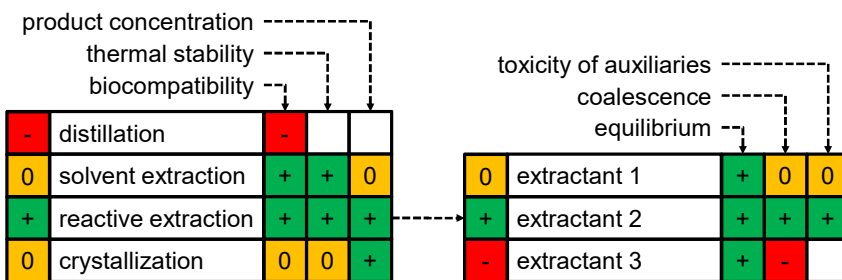 product concentration
thermal stability
biocompatibility
- distillation -
0 solvent extraction + + 0
+ reactive extraction + + +
0 crystallization 0 0 +
toxicity of auxiliaries
coalescence
equilibrium
0 extractant 1 + 0 0
+ extractant 2 + + +
- extractant 3 + -